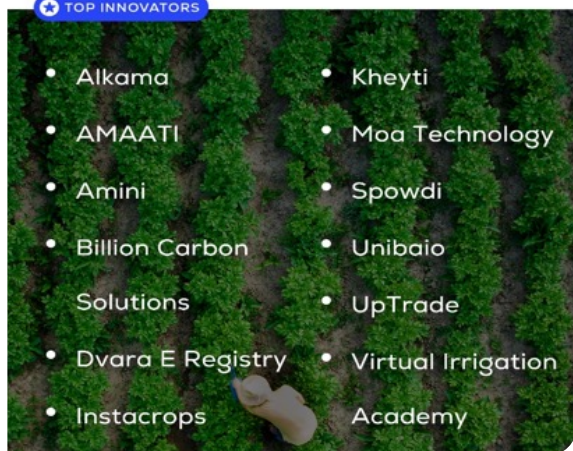 TOP INNOVATORS
Alkama
AMAATI
Amini
Billion Carbon
Solutions
Dvara E Registry
Instacrops
Kheyti
Moa Technology
Spowdi
Unibaio
UpTrade
Virtual Irrigation
Academy